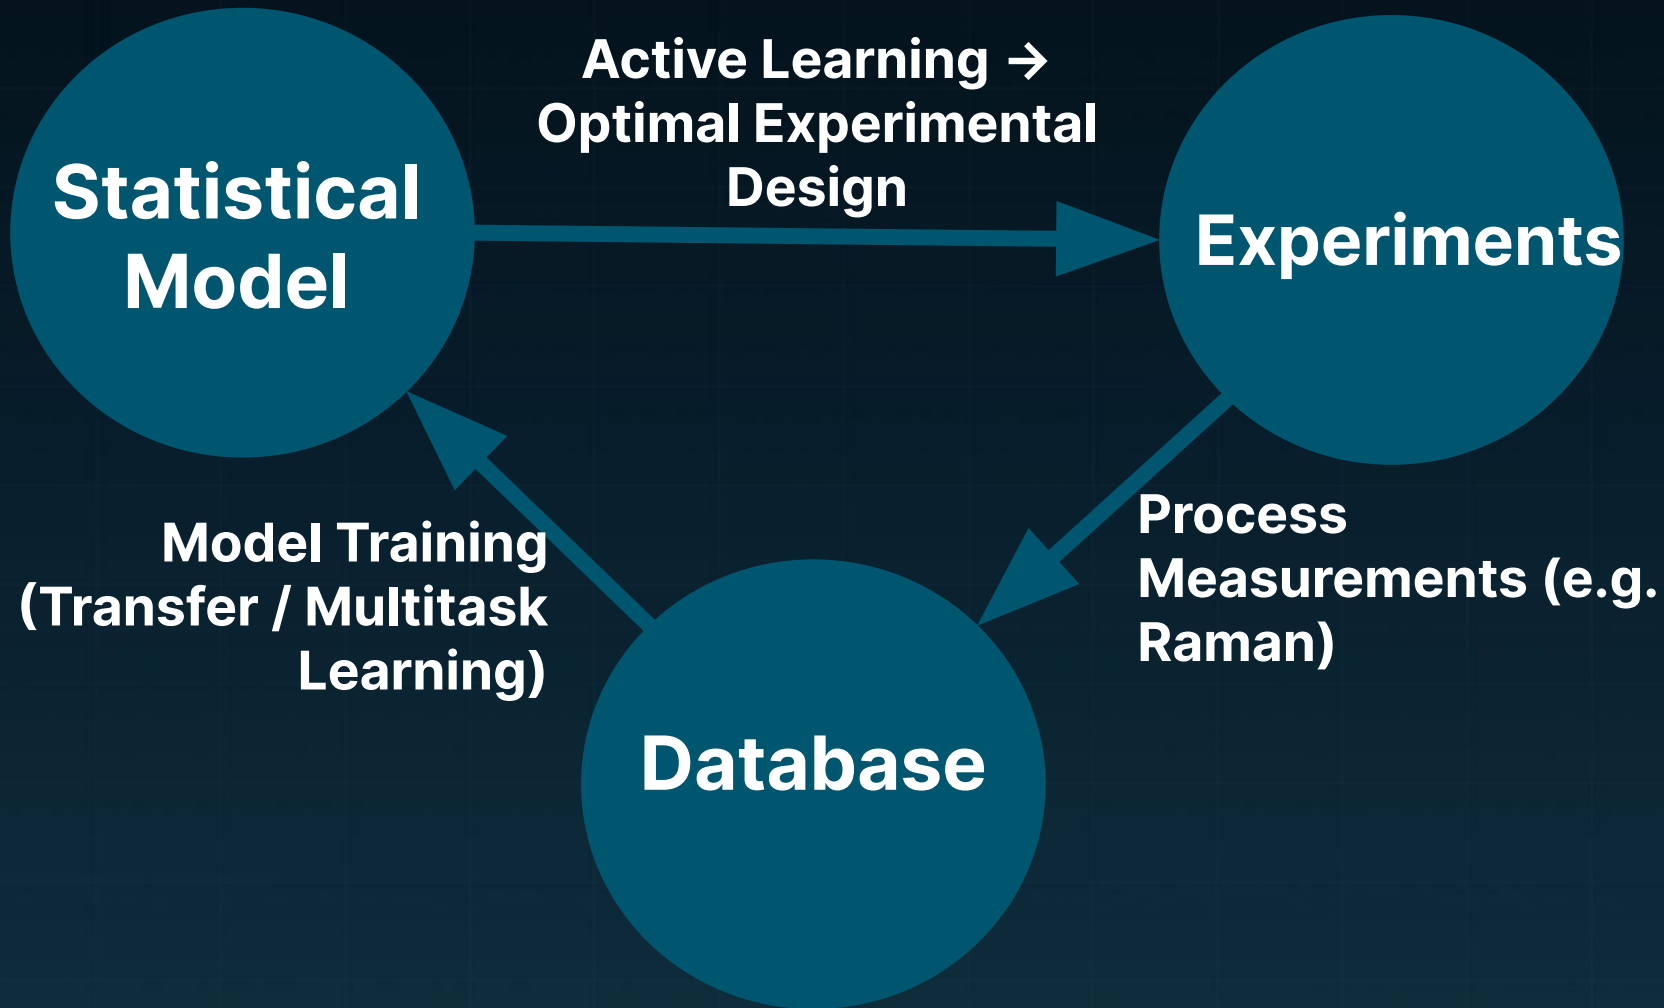 Active Learning →
Optimal Experimental
Design
Statistical
Model
Experiments
Process
Measurements (e.g.
Raman)
Model Training
(Transfer / Multitask
Learning)
Database